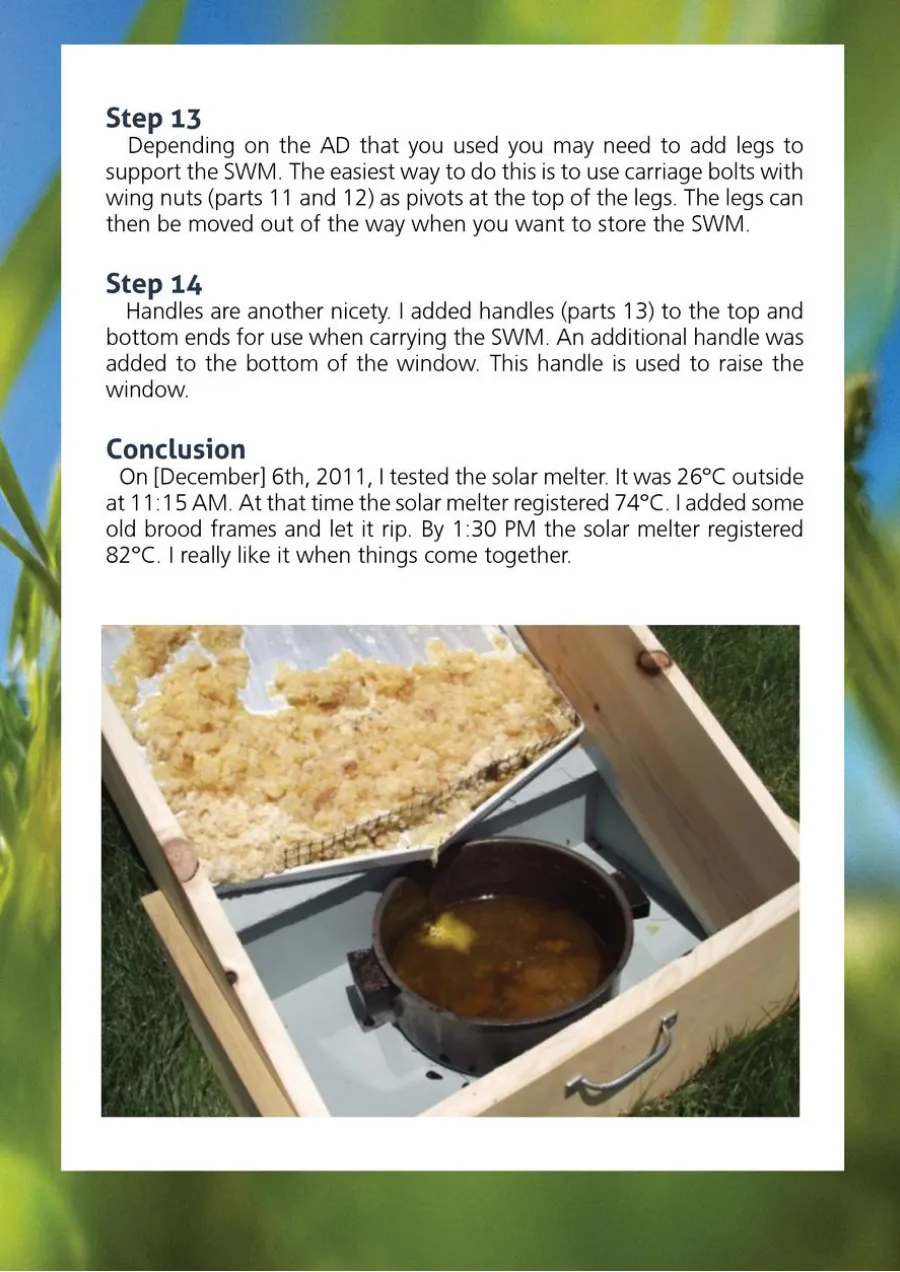 Step 13
Depending on the AD that you used you may need to add legs to
support the SWM. The easiest way to do this is to use carriage bolts with
wing nuts (parts 11 and 12) as pivots at the top of the legs. The legs can
then be moved out of the way when you want to store the SWM.
Step 14
Handles are another nicety. I added handles (parts 13) to the top and
bottom ends for use when carrying the SWM. An additional handle was
added to the bottom of the window. This handle is used to raise the
window.
Conclusion
On [December] 6th, 2011, I tested the solar melter. It was 26°C outside
at 11:15 AM. At that time the solar melter registered 74°C. I added some
old brood frames and let it rip. By 1:30 PM the solar melter registered
82°C. I really like it when things come together.